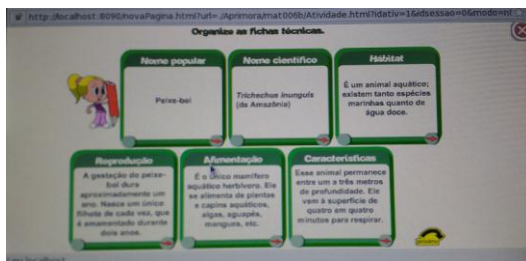 http://localhost:8090/novaPagina.html?url=./Aprimora/mat006b/Atividade.html?idativ=1&idsessao=0&modo=nl
Organize as fichas técnicas.
Nome popular
Peixe-boi
Nome científico
Trichechus inunguis
(da Amazônia)
Hábitat
É um animal aquático;
existem tanto espécies
marinhas quanto de
água doce.
Reprodução
A gestação do peixe-
boi dura
aproximadamente um
ano. Nasce um único
filhote de cada vez, que
é amamentado durante
dois anos.
Alimentação
É o único mamífero
aquático herbívoro. Ele
se alimenta de plantas
e capins aquáticos,
algas, aguapés,
mangues, etc.
Características
Esse animal permanece
entre um a três metros
de profundidade. Ele
vem à superfície de
quatro em quatro
minutos para respirar.